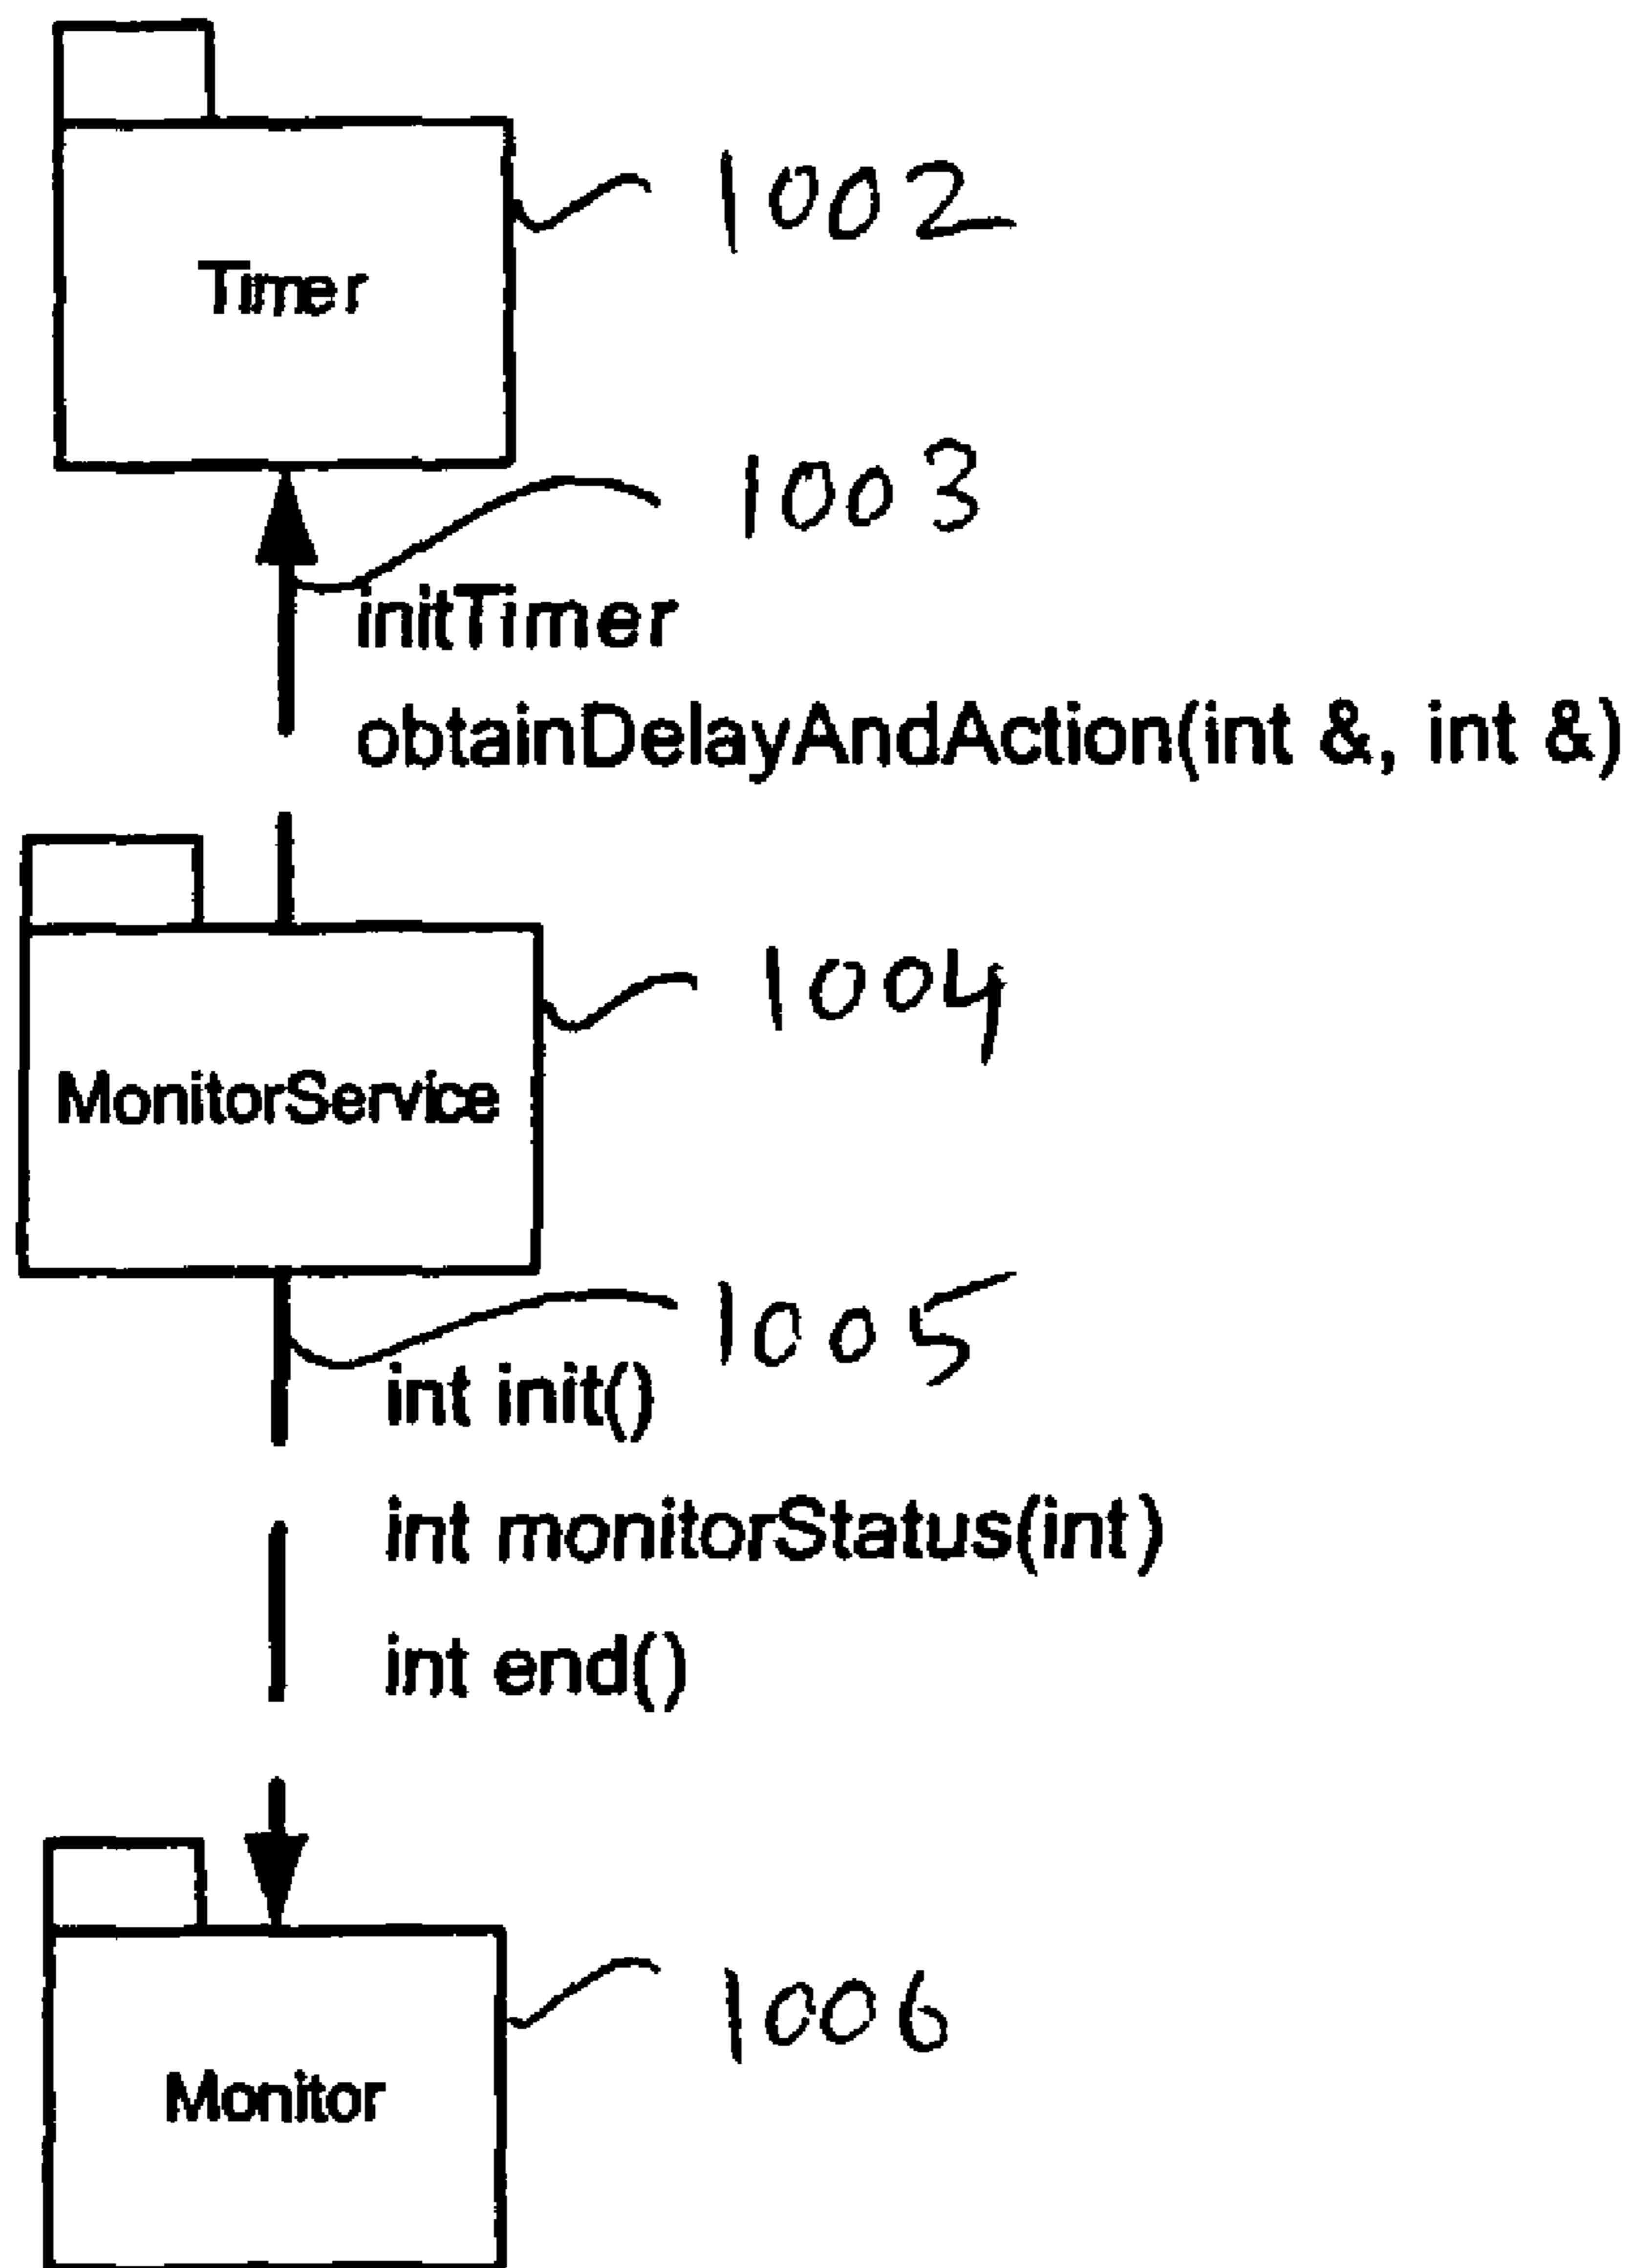 1002
Timer
1003
initTimer
obtainDelayAndAction(int &, int &)
1004
MonitorService
1005
int init()
int monitorStatus(int)
int end()
1006
Monitor